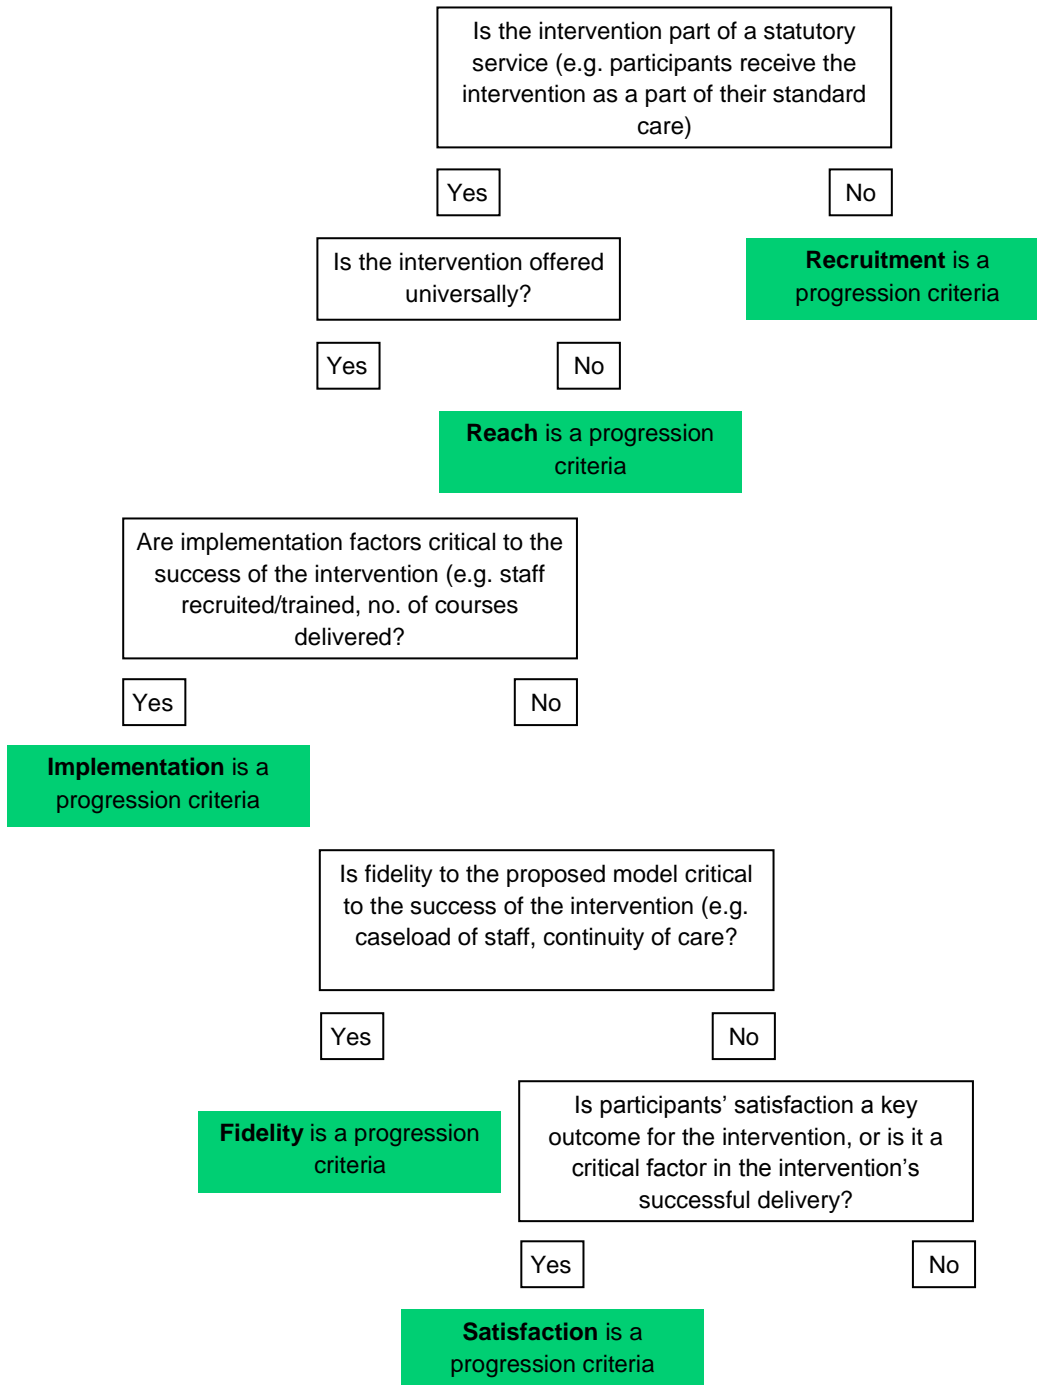 Is the intervention part of a statutory
service (e.g. participants receive the
intervention as a part of their standard
care)
Yes
No
Is the intervention offered
universally?
Recruitment is a
progression criteria
Yes
No
Reach is a progression
criteria
Are implementation factors critical to the
success of the intervention (e.g. staff
recruited/trained, no. of courses
delivered?
Yes
No
Implementation is a
progression criteria
Is fidelity to the proposed model critical
to the success of the intervention (e.g.
caseload of staff, continuity of care?
Yes
No
Fidelity is a progression
criteria
Is participants’ satisfaction a key
outcome for the intervention, or is it a
critical factor in the intervention’s
successful delivery?
Yes
No
Satisfaction is a
progression criteria